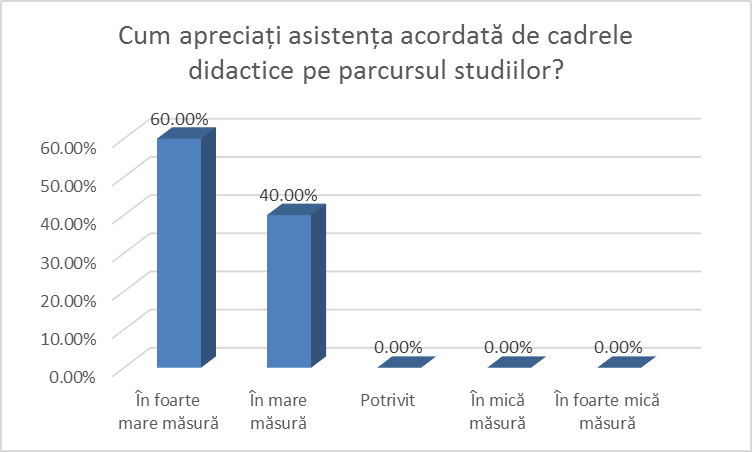 Cum apreciați asistența acordată de cadrele
didactice pe parcursul studiilor?
60.00%
40.00%
0.00%
0.00%
0.00%
60.00%
50.00%
40.00%
30.00%
20.00%
10.00%
0.00%
În foarte
mare măsură
În mare
măsură
Potrivit
În mică
măsură
În foarte mică
măsură